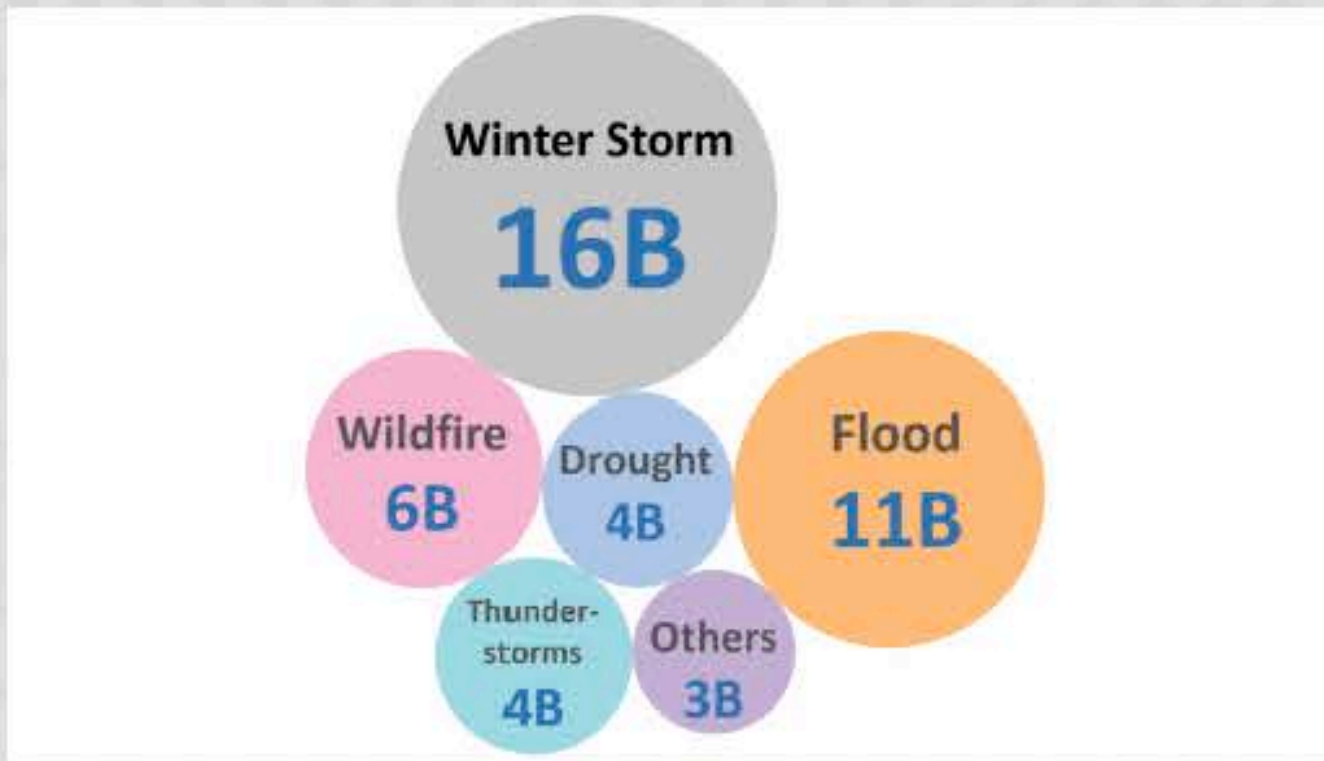 Winter Storm
16B
Wildfire
6B
Drought
4B
Flood
11B
Thunder-
storms
4B
Others
3B